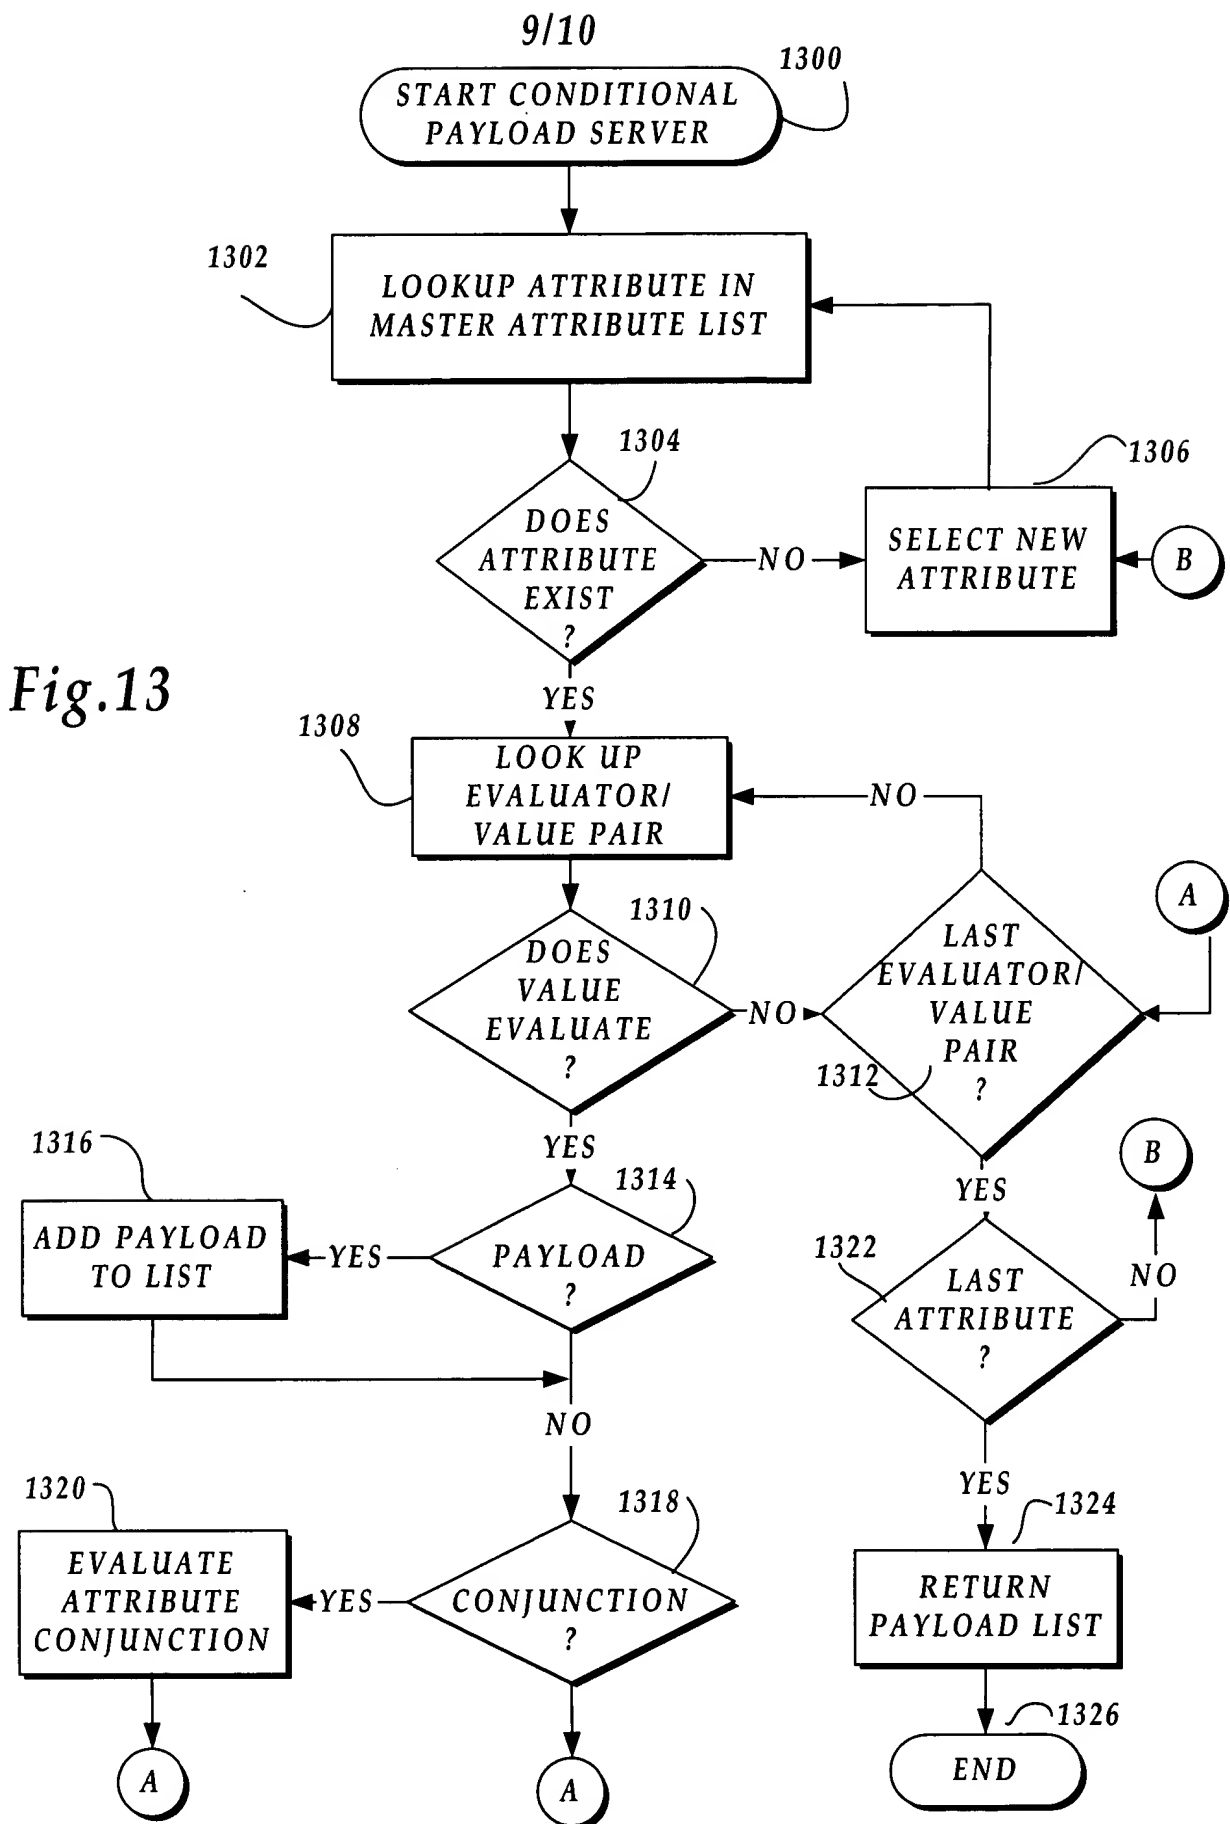 9/10
1300
START CONDITIONAL
PAYLOAD SERVER
1302
LOOKUP ATTRIBUTE IN
MASTER ATTRIBUTE LIST
1304
DOES
ATTRIBUTE
EXIST
?
NO
1306
SELECT NEW
ATTRIBUTE
B
Fig.13
YES
1308
LOOK UP
EVALUATOR/
VALUE PAIR
NO
A
1310
DOES
VALUE
EVALUATE
?
NO
LAST
EVALUATOR/
VALUE
PAIR
?
1312
YES
YES
B
1316
ADD PAYLOAD
TO LIST
YES
1314
PAYLOAD
?
1322
LAST
ATTRIBUTE
?
NO
NO
YES
1320
EVALUATE
ATTRIBUTE
CONJUNCTION
YES
1318
CONJUNCTION
?
1324
RETURN
PAYLOAD LIST
1326
END
A
A